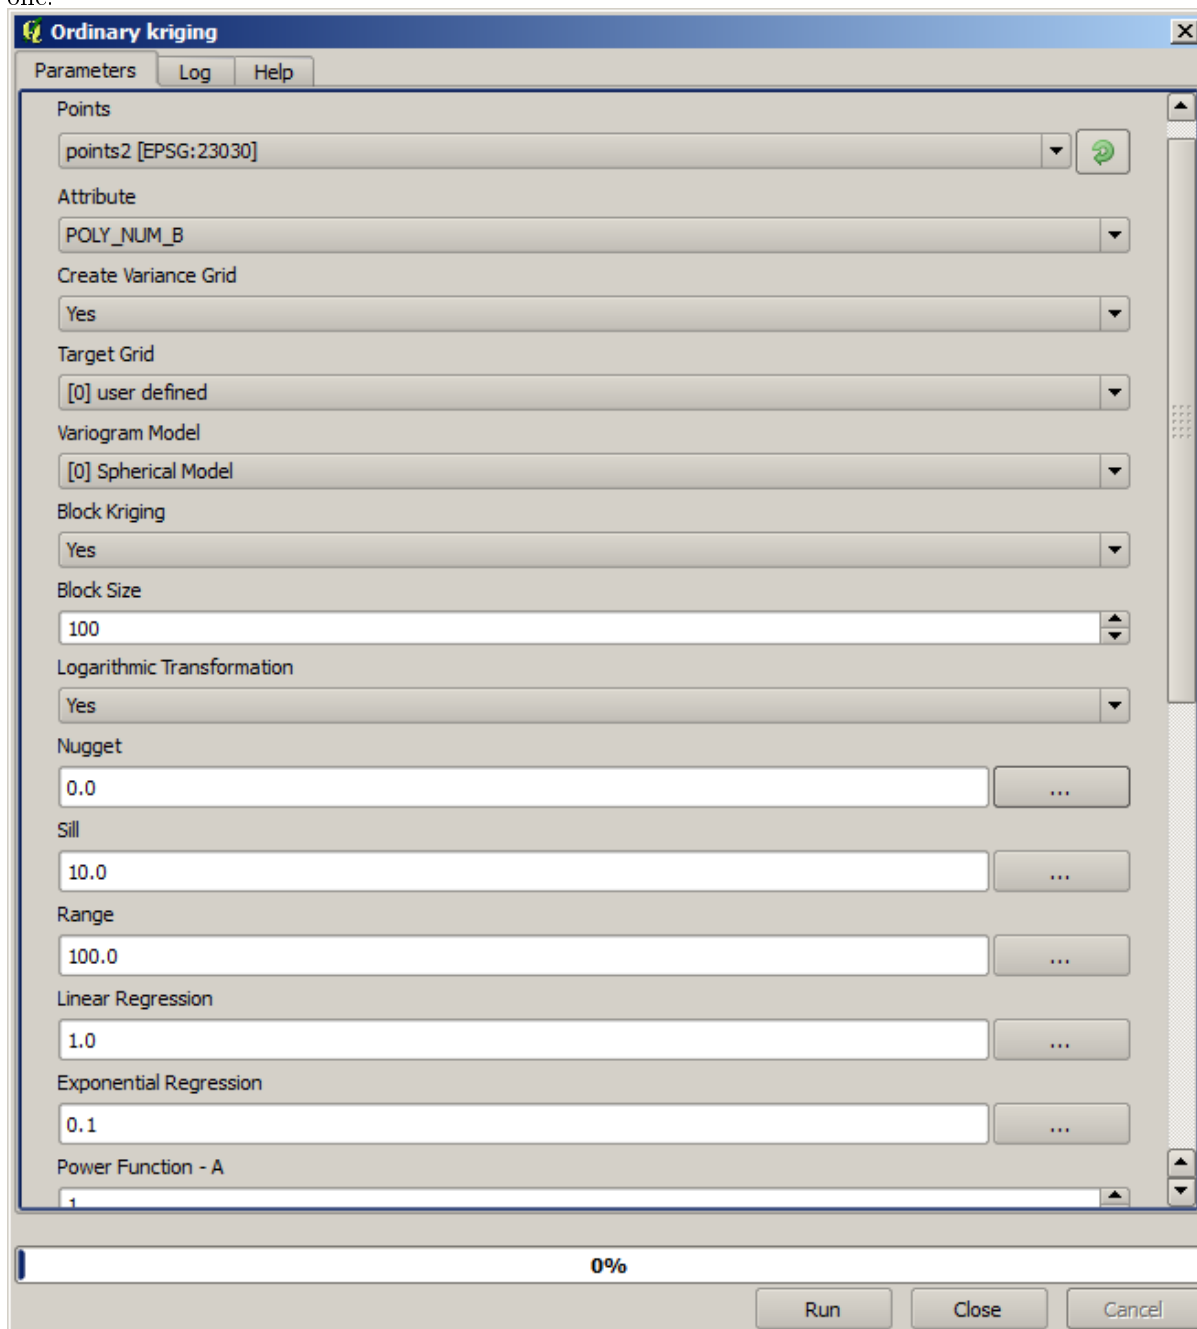 one.
Ordinary kriging
Parameters Log Help
Points
points2 [EPSG:23030]
Attribute
POLY_NUM_B
Create Variance Grid
Yes
Target Grid
[0] user defined
Variogram Model
[0] Spherical Model
Block Kriging
Yes
Block Size
100
Logarithmic Transformation
Yes
Nugget
0.0 ...
Sill
10.0 ...
Range
100.0 ...
Linear Regression
1.0 ...
Exponential Regression
0.1 ...
Power Function - A
1
0%
Run Close Cancel